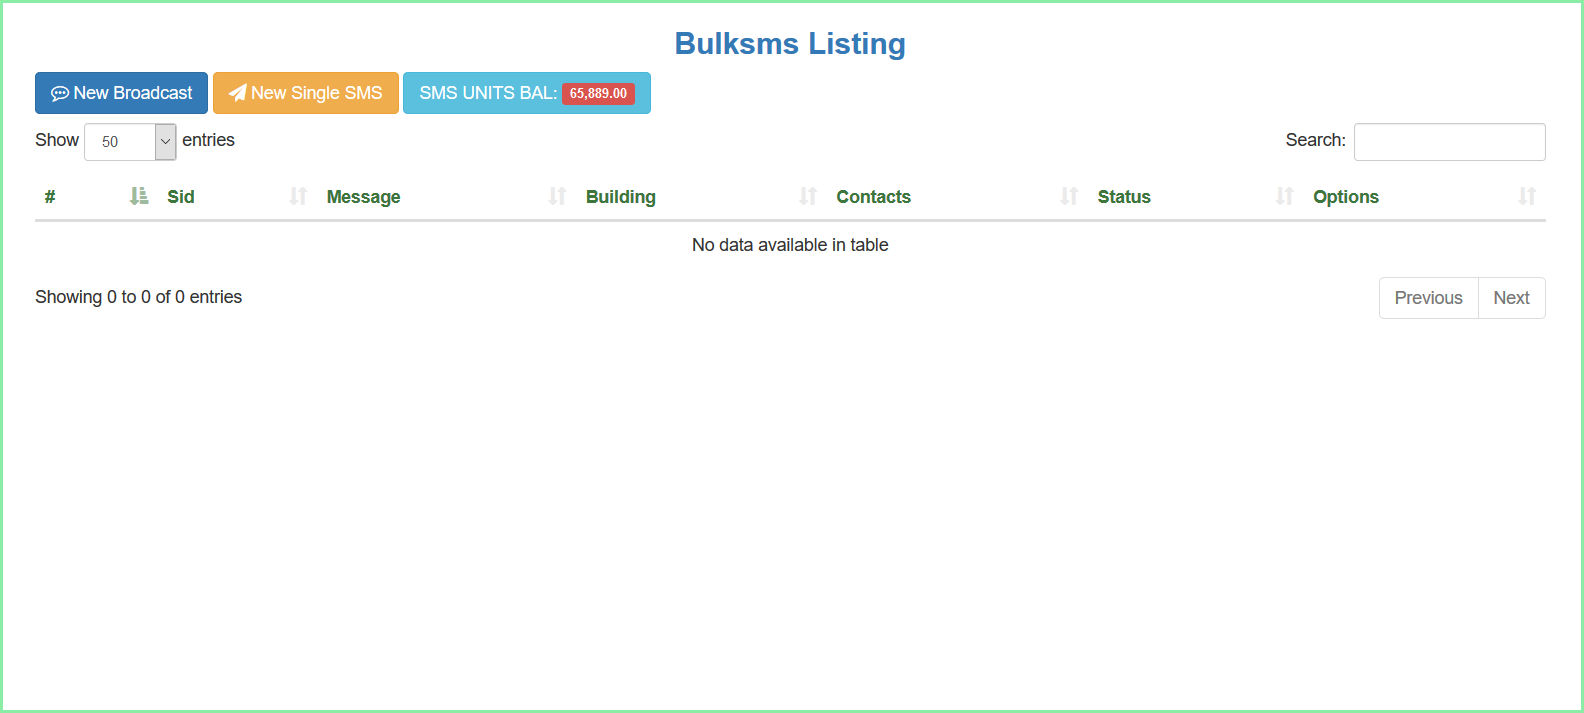 Bulksms Listing
New Broadcast New Single SMS SMS UNITS BAL: 65,889.00
Show 50 entries Search:
# Sid Message Building Contacts Status Options
No data available in table
Showing 0 to 0 of 0 entries Previous Next